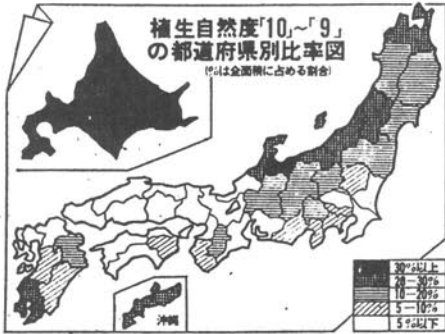 植生自然度「10」~「9」
の都道府県別比率図
(%は全面積に占める割合)
沖縄
30%以上
20-30%
10-20%
5-10%
5%以下